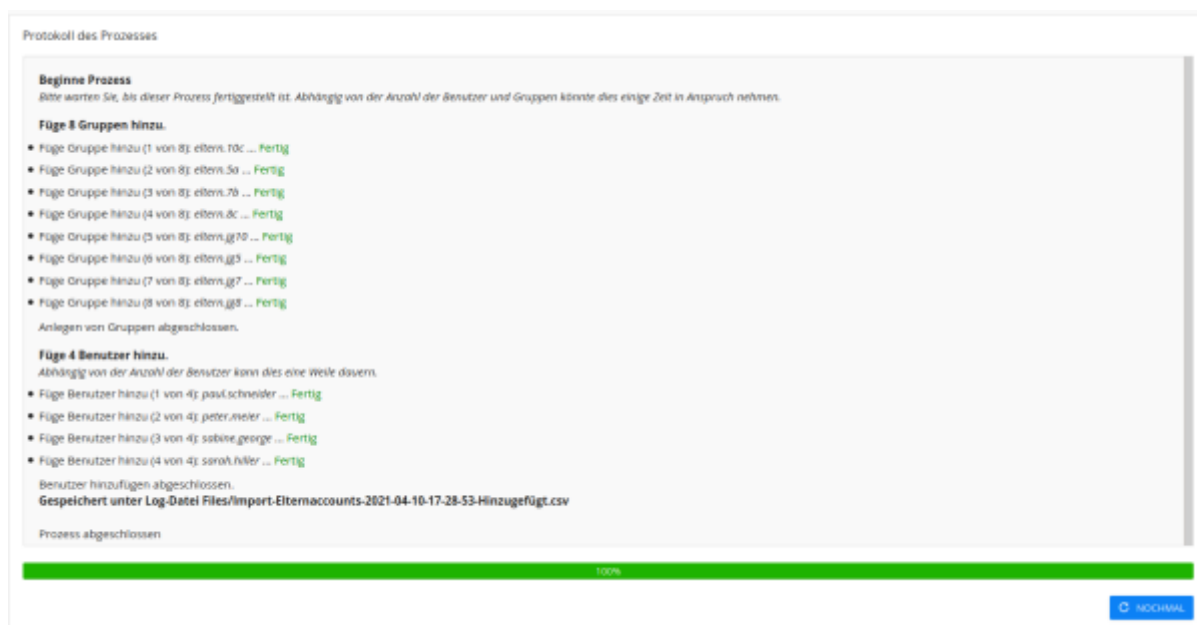 Protokoll des Prozesses
Beginne Prozess
Bitte warten Sie, bis dieser Prozess fertiggestellt ist. Abhängig von der Anzahl der Benutzer und Gruppen könnte dies einige Zeit in Anspruch nehmen.
Füge 8 Gruppen hinzu.
• Füge Gruppe hinzu (1 von 8): eltern.10c ... Fertig
• Füge Gruppe hinzu (2 von 8): eltern.5a ... Fertig
• Füge Gruppe hinzu (3 von 8): eltern.7b ... Fertig
• Füge Gruppe hinzu (4 von 8): eltern.8c ... Fertig
• Füge Gruppe hinzu (5 von 8): eltern.jg10 ... Fertig
• Füge Gruppe hinzu (6 von 8): eltern.jg5 ... Fertig
• Füge Gruppe hinzu (7 von 8): eltern.jg7 ... Fertig
• Füge Gruppe hinzu (8 von 8): eltern.jg8 ... Fertig
Anlegen von Gruppen abgeschlossen.
Füge 4 Benutzer hinzu.
Abhängig von der Anzahl der Benutzer kann dies eine Weile dauern.
• Füge Benutzer hinzu (1 von 4): paul.schneider ... Fertig
• Füge Benutzer hinzu (2 von 4): peter.meier ... Fertig
• Füge Benutzer hinzu (3 von 4): sabine.george ... Fertig
• Füge Benutzer hinzu (4 von 4): sarah.hiller ... Fertig
Benutzer hinzufügen abgeschlossen.
Gespeichert unter Log-Datei Files/Import-Elternaccounts-2021-04-10-17-28-53-Hinzugefügt.csv
Prozess abgeschlossen
100%
NOCHMAL